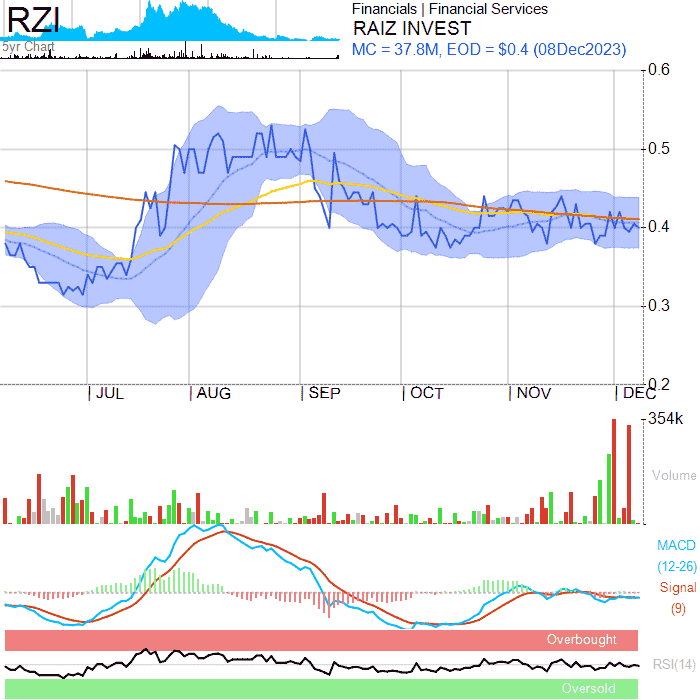 RZI
Financials | Financial Services
RAIZ INVEST
MC = 37.8M, EOD = $0.4 (08Dec2023)
5yr Chart
0.6
0.5
0.4
0.3
0.2
JUL AUG SEP OCT NOV DEC
354k
Volume
MACD
(12-26)
Signal
(9)
Overbought
RSI(14)
Oversold